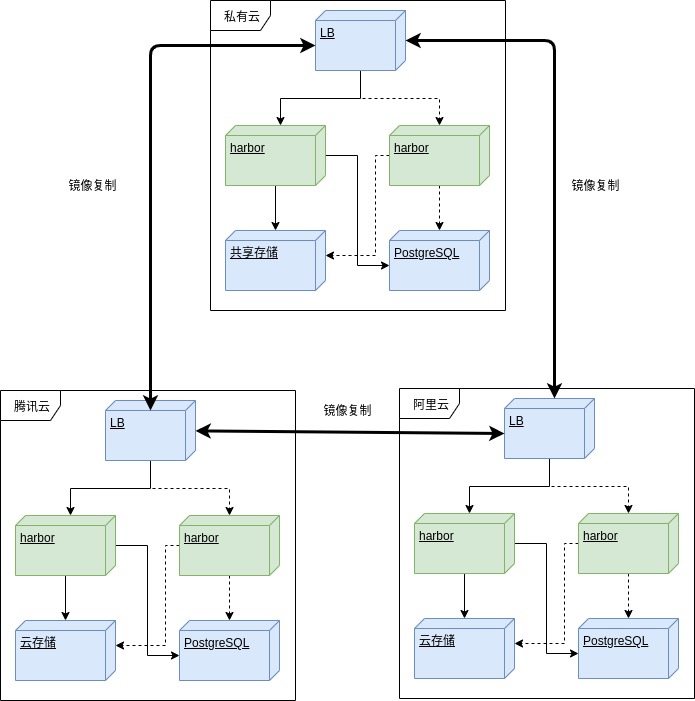 私有云
LB
harbor
harbor
镜像复制
镜像复制
共享存储
PostgreSQL
腾讯云
LB
镜像复制
阿里云
LB
harbor
harbor
harbor
harbor
云存储
PostgreSQL
云存储
PostgreSQL